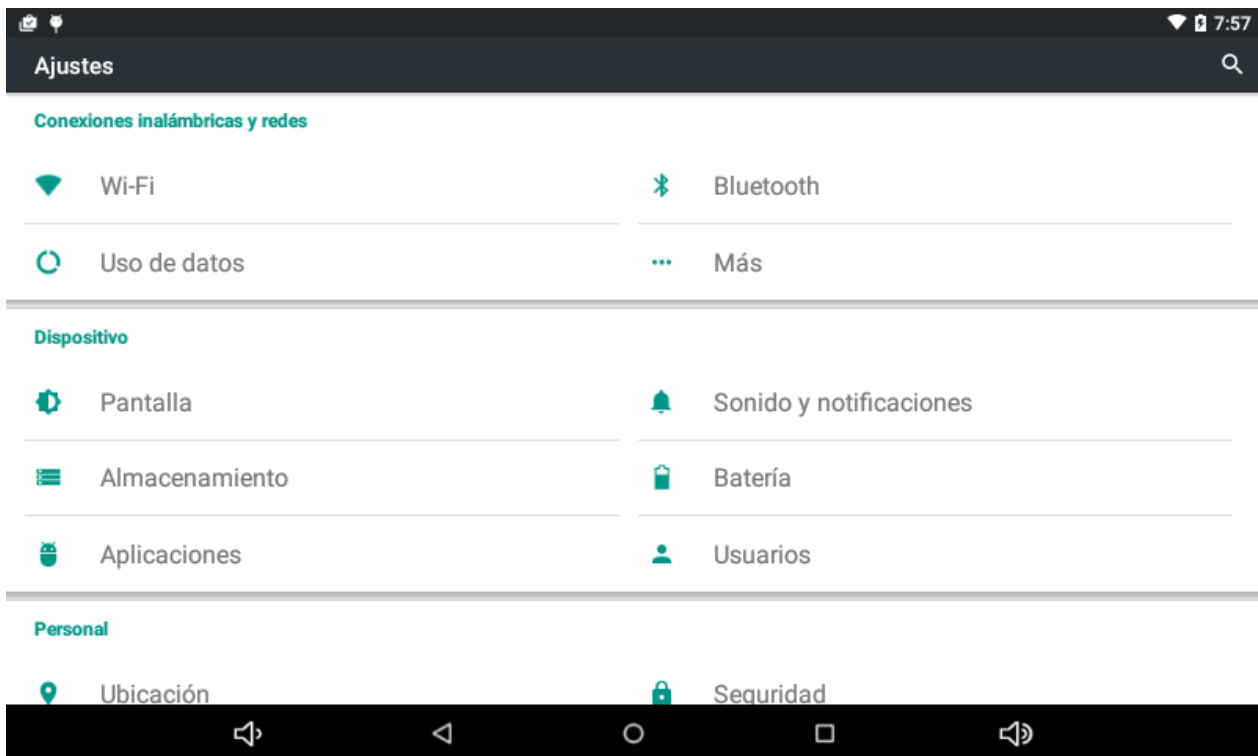 7:57
Ajustes
Conexiones inalámbricas y redes
Wi-Fi
Bluetooth
Uso de datos
Más
Dispositivo
Pantalla
Sonido y notificaciones
Almacenamiento
Batería
Aplicaciones
Usuarios
Personal
Ubicación
Seguridad